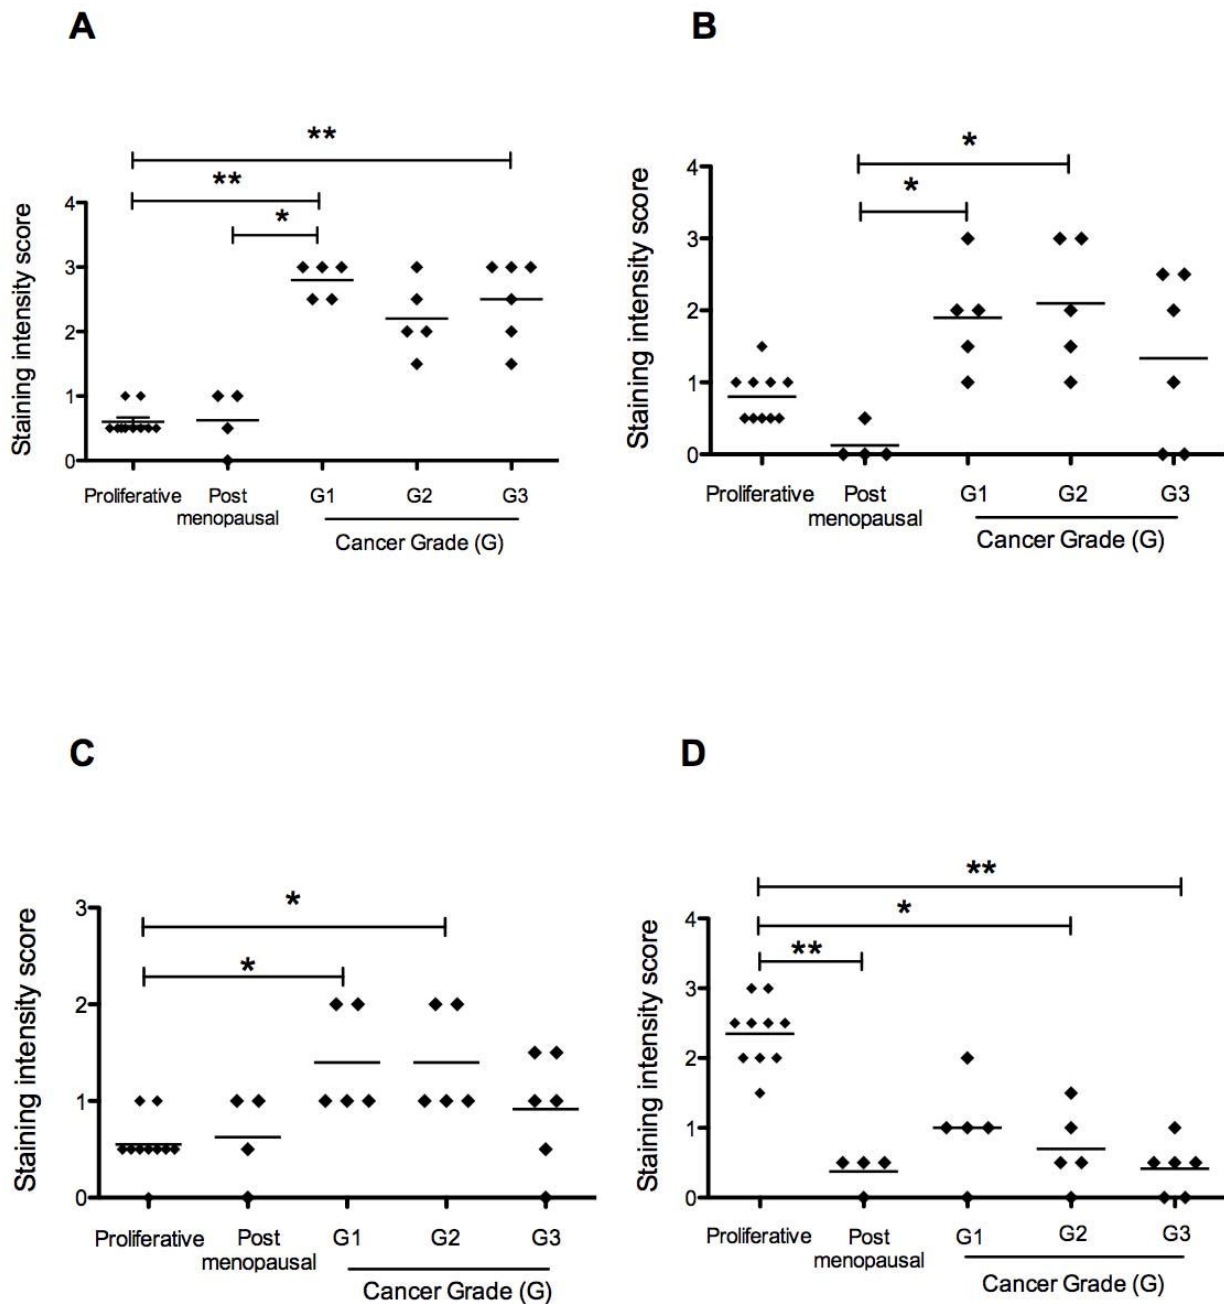 A
**
**
*
4
3
2
1
0
Staining intensity score
Proliferative
Post
menopausal
G1
G2
G3
Cancer Grade (G)
B
*
*
4
3
2
1
0
Staining intensity score
Proliferative
Post
menopausal
G1
G2
G3
Cancer Grade (G)
C
*
*
3
2
1
0
Staining intensity score
Proliferative
Post
menopausal
G1
G2
G3
Cancer Grade (G)
D
**
*
**
4
3
2
1
0
Staining intensity score
Proliferative
Post
menopausal
G1
G2
G3
Cancer Grade (G)